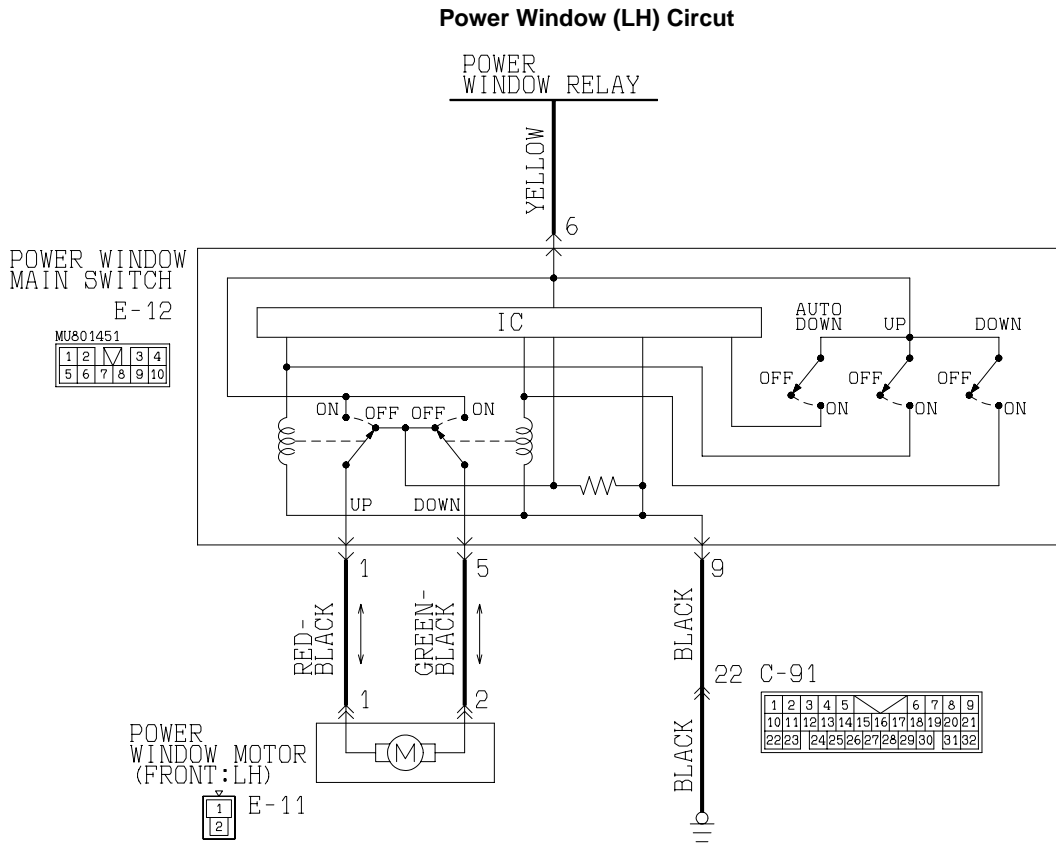 Power Window (LH) Circut
POWER
WINDOW RELAY
YELLOW
6
POWER WINDOW
MAIN SWITCH
E-12
MU801451
1 2 3 4
5 6 7 8 9 10
IC
AUTO
DOWN
UP
DOWN
OFF
OFF
OFF
ON
ON
ON
ON
OFF
OFF
ON
UP
DOWN
1
5
9
RED-
BLACK
GREEN-
BLACK
BLACK
22 C-91
1 2 3 4 5 6 7 8 9
10 11 12 13 14 15 16 17 18 19 20 21
22 23 24 25 26 27 28 29 30 31 32
1
2
BLACK
POWER
WINDOW MOTOR
(FRONT:LH)
M
E-11
1
2